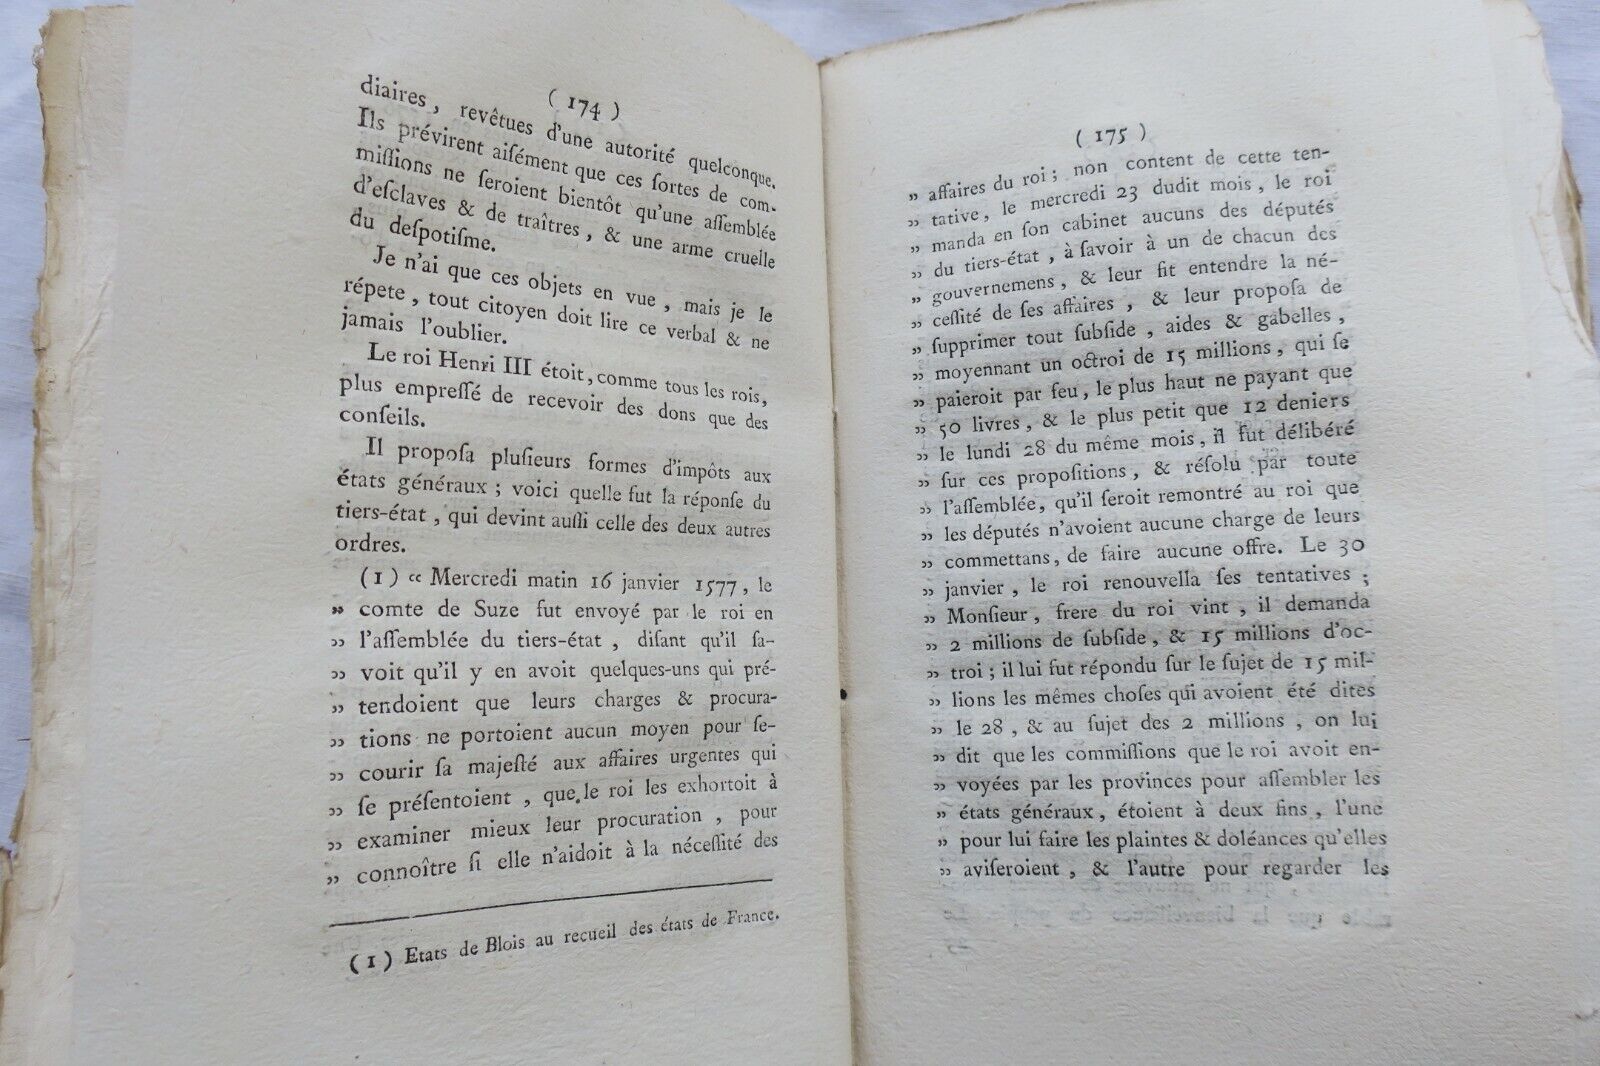 ( 174 )
diaires, revêtues d'une autorité quelconque.
Ils prévirent aiſément que ces ſortes de com-
miſſions ne ſeroient bientôt qu'une aſſemblée
d'eſclaves & de traîtres, & une arme cruelle
du deſpotiſme.
Je n'ai que ces objets en vue, mais je le
répete, tout citoyen doit lire ce verbal & ne
jamais l'oublier.
Le roi Henri III étoit, comme tous les rois,
plus empreſſé de recevoir des dons que des
conſeils.
Il propoſa pluſieurs formes d'impôts aux
états généraux ; voici quelle fut la réponſe du
tiers-état, qui devint auſſi celle des deux autres
ordres.
(1) « Mercredi matin 16 janvier 1577, le
» comte de Suze fut envoyé par le roi en
» l'aſſemblée du tiers-état, diſant qu'il ſa-
» voit qu'il y en avoit quelques-uns qui pré-
» tendoient que leurs charges & procura-
» tions ne portoient aucun moyen pour ſe-
» courir ſa majeſté aux affaires urgentes qui
» ſe préſentoient, que le roi les exhortoit à
» examiner mieux leur procuration, pour
» connoître ſi elle n'aidoit à la néceſſité des
(1) Etats de Blois au recueil des états de France.
( 175 )
» affaires du roi ; non content de cette ten-
» tative, le mercredi 23 dudit mois, le roi
» manda en ſon cabinet aucuns des députés
» du tiers-état, à ſavoir à un de chacun des
» gouvernemens, & leur fit entendre la né-
» ceſſité de ſes affaires, & leur propoſa de
» ſupprimer tout ſubſide, aides & gabelles,
» moyennant un octroi de 15 millions, qui ſe
» paieroit par feu, le plus haut ne payant que
» 50 livres, & le plus petit que 12 deniers
» le lundi 28 du même mois, il fut délibéré
» ſur ces propoſitions, & réſolu par toute
» l'aſſemblée, qu'il ſeroit remontré au roi que
» les députés n'avoient aucune charge de leurs
» commettans, de faire aucune offre. Le 30
» janvier, le roi renouvella ſes tentatives ;
» Monſieur, frere du roi vint, il demanda
» 2 millions de ſubſide, & 15 millions d'oc-
» troi ; il lui fut répondu ſur le ſujet de 15 mil-
» lions les mêmes choſes qui avoient été dites
» le 28, & au ſujet des 2 millions, on lui
» dit que les commiſſions que le roi avoit en-
» voyées par les provinces pour aſſembler les
» états généraux, étoient à deux fins, l'une
» pour lui faire les plaintes & doléances qu'elles
» aviſeroient, & l'autre pour regarder les